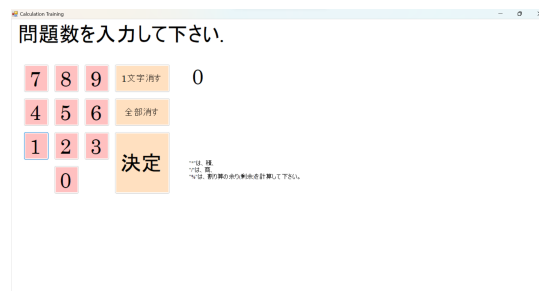 Calculation Training
問題数を入力して下さい.
7 8 9 1文字消す 0
4 5 6 全部消す
1 2 3 決定
0
"*"は、積,
"/"は、商,
"%"は、割り算の余り(剰余)を計算して下さい。